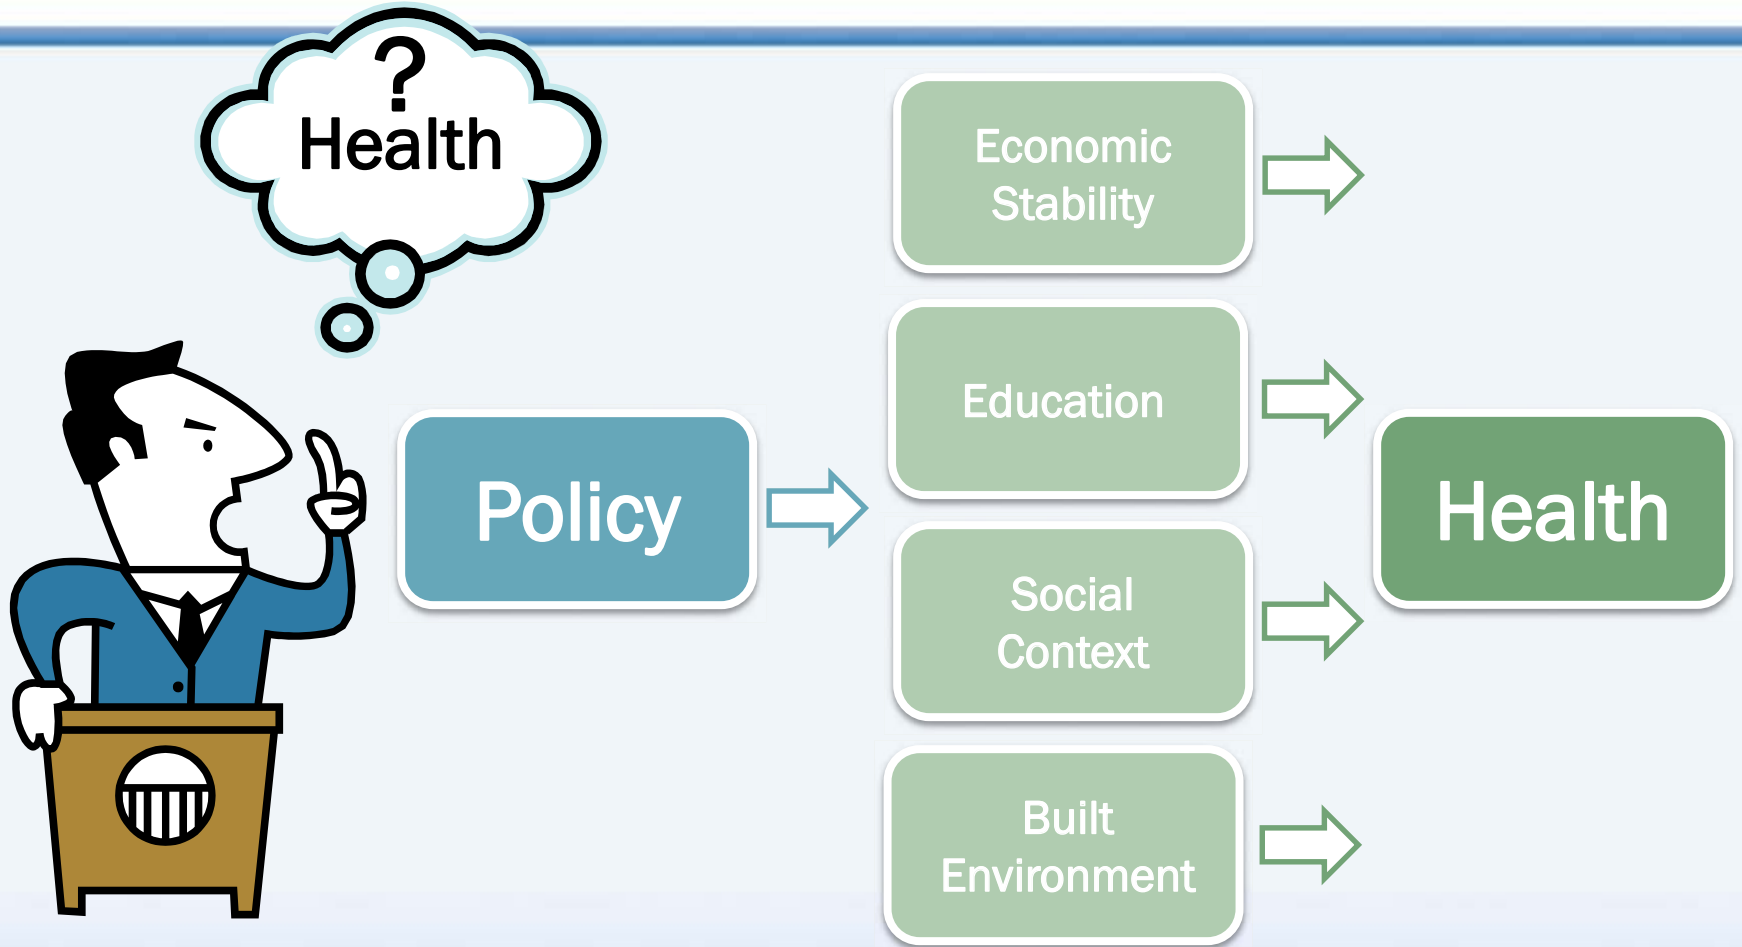 ?
Health
Policy
Economic
Stability
Education
Social
Context
Built
Environment
Health